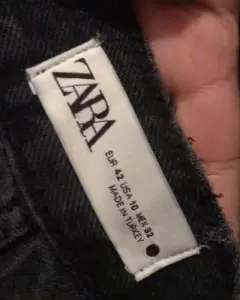 ZARA
EUR 42 USA 10 MEX 32
MADE IN TURKEY